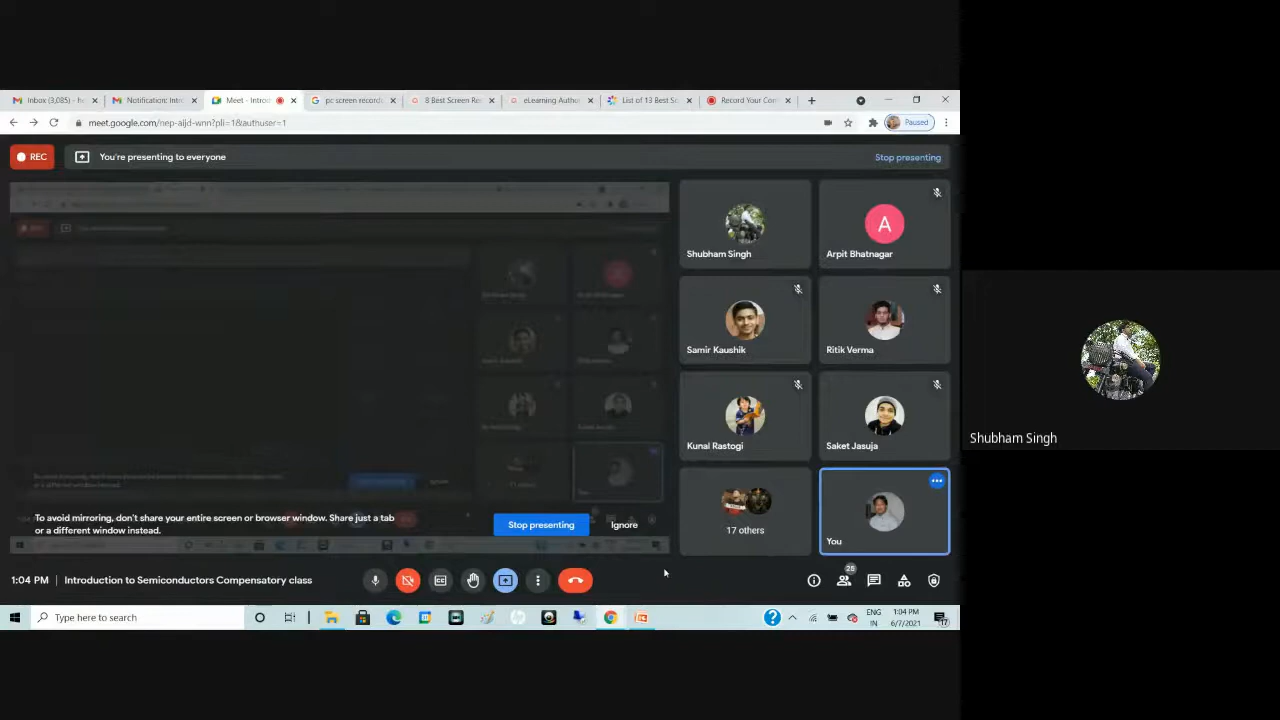 Inbox (3,085) - h
Notification: Intr
Meet - Introd
pc screen record
8 Best Screen Re
eLearning Autho
List of 13 Best Sc
Record Your Con
meet.google.com/nep-aijd-wnn?pli=1&authuser=1
Paused
REC
You're presenting to everyone
Stop presenting
Shubham Singh
A
Arpit Bhatnagar
Samir Kaushik
Ritik Verma
Kunal Rastogi
Saket Jasuja
17 others
You
To avoid mirroring, don't share your entire screen or browser window. Share just a tab
or a different window instead.
Stop presenting
Ignore
1:04 PM | Introduction to Semiconductors Compensatory class
26
Type here to search
ENG
IN
1:04 PM
6/7/2021
17
Shubham Singh